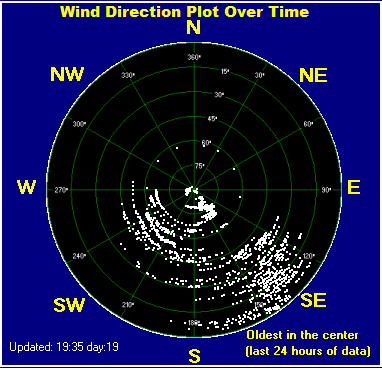 Wind Direction Plot Over Time
N
360°
NW
NE
330°
15°
30°
30°
300°
45°
60°
60°
75°
W
270°
90°
E
240°
120°
210°
SW
SE
180
S
Oldest in the center
(last 24 hours of data)
Updated: 19:35 day:19